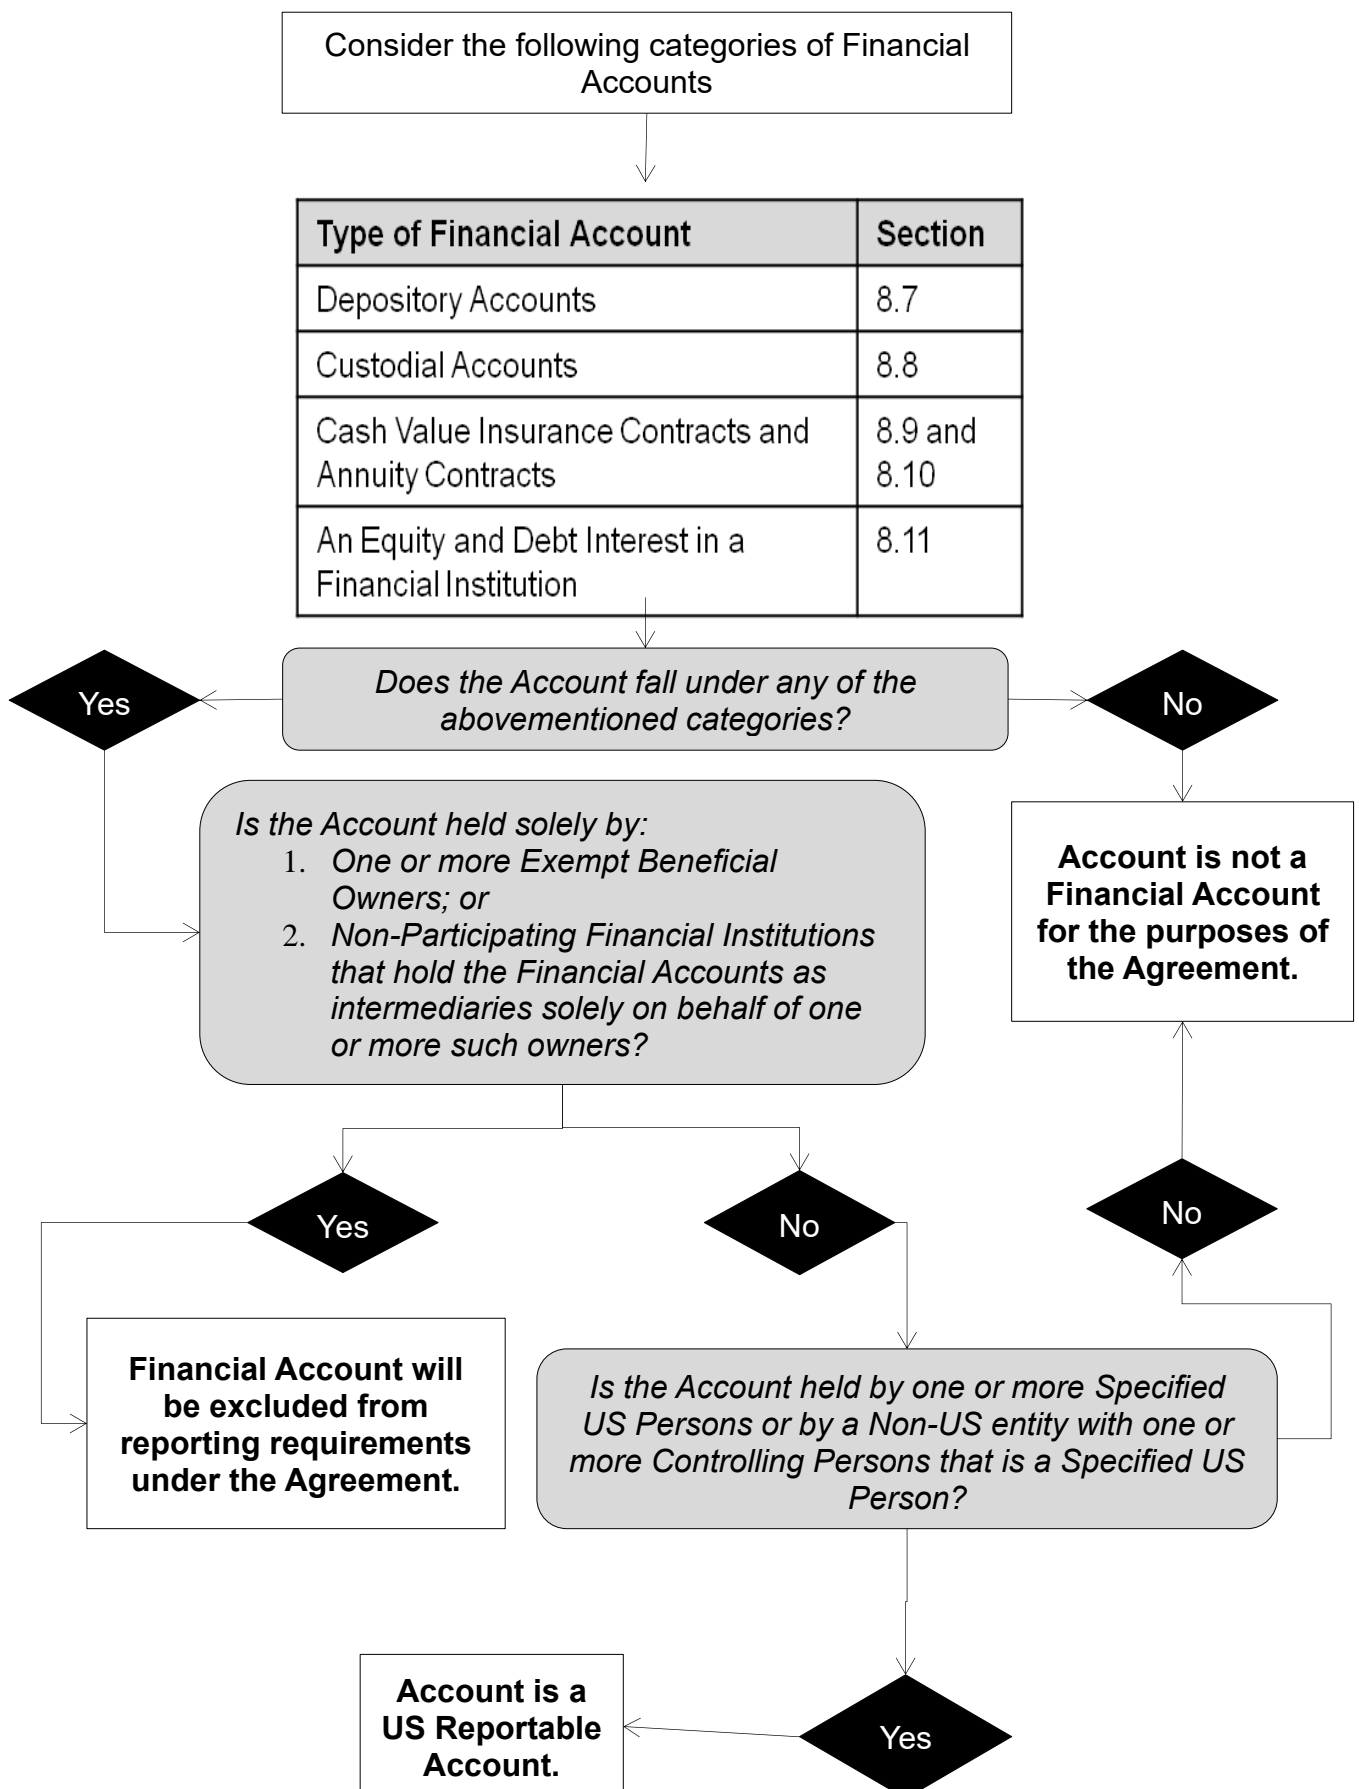 Consider the following categories of Financial
Accounts
Type of Financial Account Section
Depository Accounts 8.7
Custodial Accounts 8.8
Cash Value Insurance Contracts and 8.9 and
Annuity Contracts 8.10
An Equity and Debt Interest in a 8.11
Financial Institution
Does the Account fall under any of the
abovementioned categories?
Yes
No
Is the Account held solely by:
1. One or more Exempt Beneficial
Owners; or
2. Non-Participating Financial Institutions
that hold the Financial Accounts as
intermediaries solely on behalf of one
or more such owners?
Account is not a
Financial Account
for the purposes of
the Agreement.
Yes
No
No
Financial Account will
be excluded from
reporting requirements
under the Agreement.
Is the Account held by one or more Specified
US Persons or by a Non-US entity with one or
more Controlling Persons that is a Specified US
Person?
Account is a
US Reportable
Account.
Yes